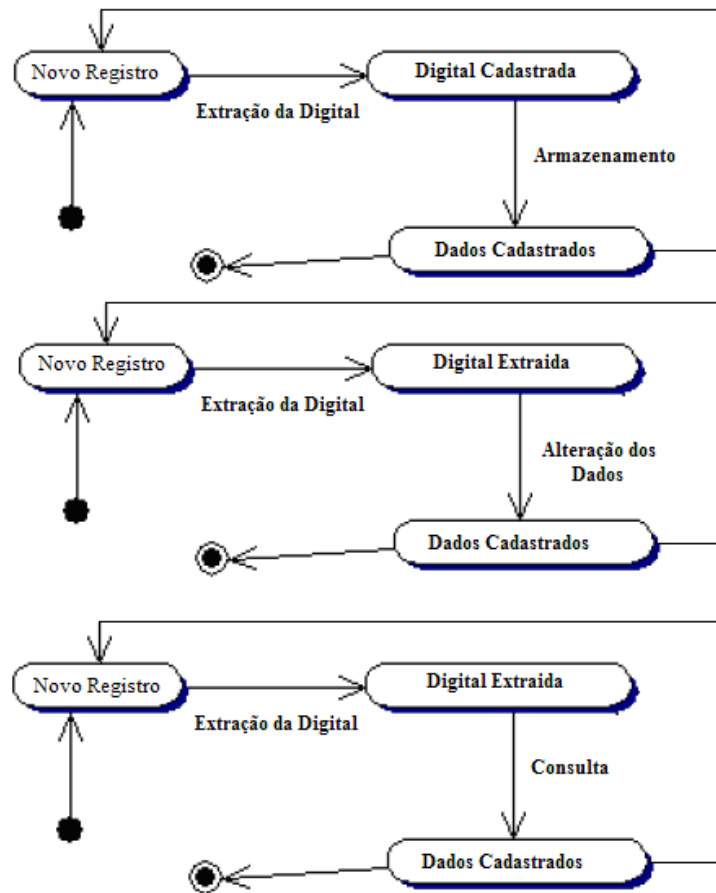 Novo Registro
Digital Cadastrada
Extração da Digital
Armazenamento
Dados Cadastrados
Novo Registro
Digital Extraida
Extração da Digital
Alteração dos
Dados
Dados Cadastrados
Novo Registro
Digital Extraida
Extração da Digital
Consulta
Dados Cadastrados